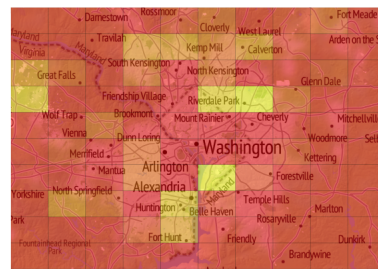 Rossmoor
Damestown
Cloverly
Fort Meade
West Laurel
Travilah
Maryland
Virginia
Kemp Mill
Calverton
Arden on the
South Kensington
North Kensington
Great Falls
Glenn Dale
Friendship Village
Riverdale Park
Wolf Trap
Brookmont
Mount Rainier
Cheverly
Mitchellville
Vienna
Dunn Loring
Woodmore
Washington
Merrifield
Kettering
Arlington
Mantua
Forestville
Alexandria
Yorkshire
North Springfield
Maryland
Temple Hills
Huntington
Belle Haven
Marlton
Park
Rosaryville
Fountainhead Regional
Park
Fort Hunt
Friendly
Dunkirk
Brandywine